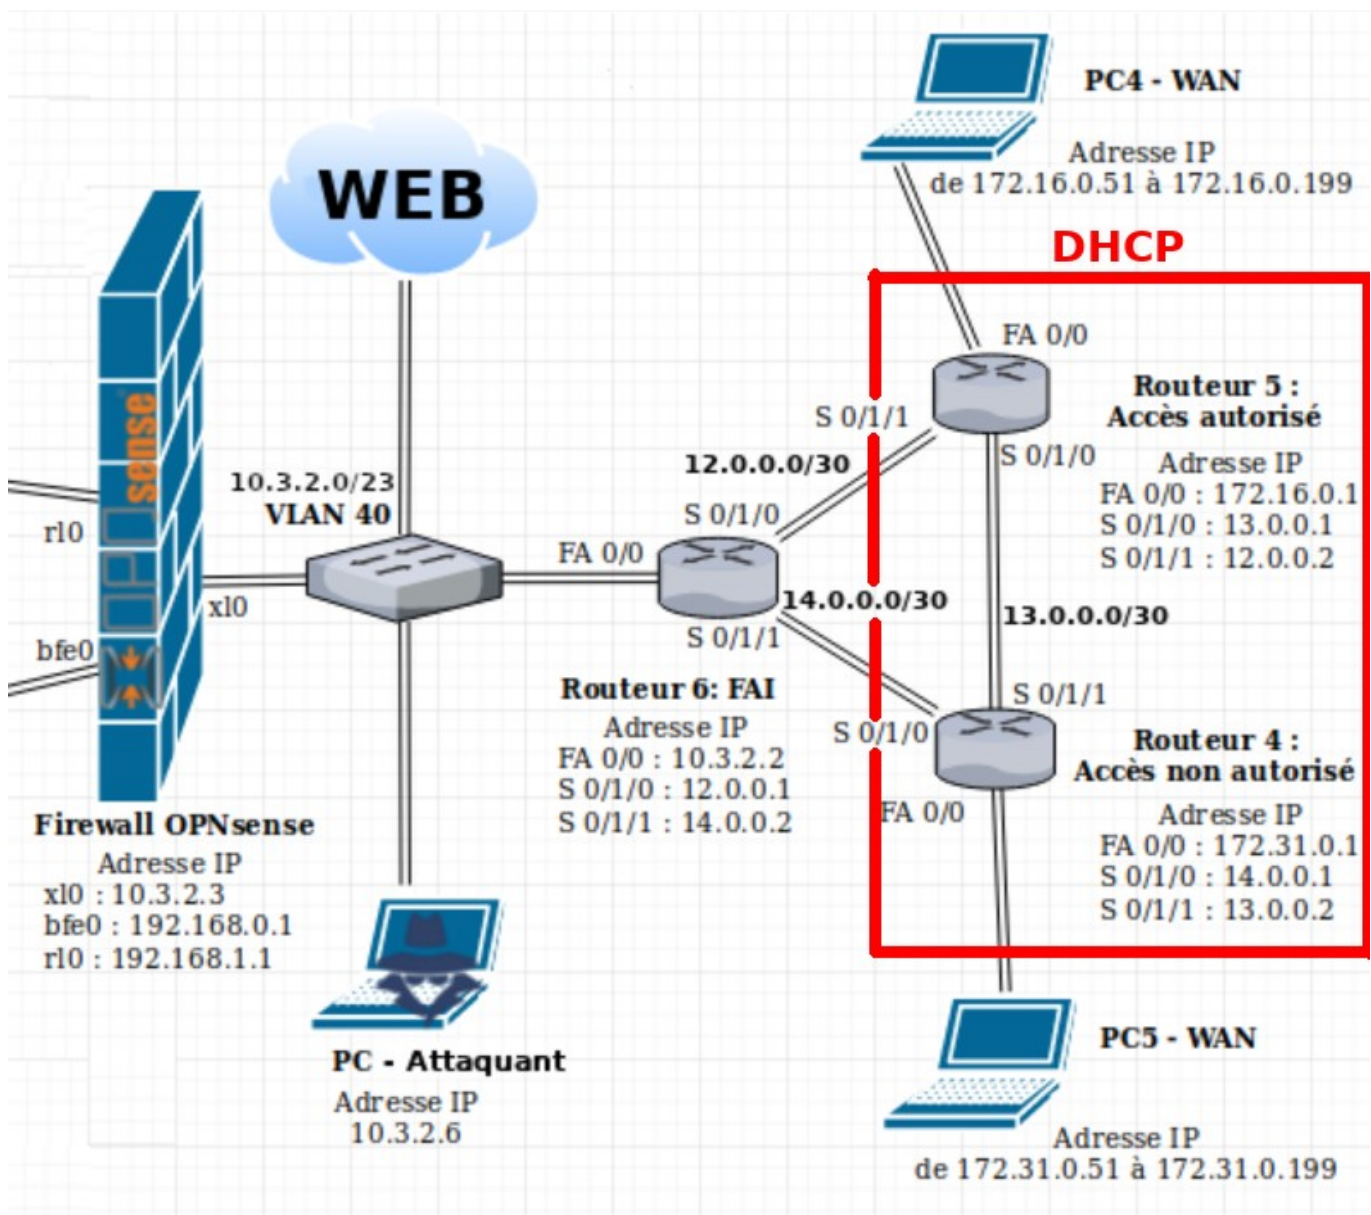 PC4 - WAN
Adresse IP
de 172.16.0.51 à 172.16.0.199
WEB
DHCP
FA 0/0
Routeur 5 :
Accès autorisé
Adresse IP
FA 0/0 : 172.16.0.1
S 0/1/0 : 13.0.0.1
S 0/1/1 : 12.0.0.2
S 0/1/1
S 0/1/0
12.0.0.0/30
10.3.2.0/23
VLAN 40
S 0/1/0
FA 0/0
14.0.0.0/30
13.0.0.0/30
S 0/1/1
OPNsense
rl0
xl0
bfe0
Routeur 6: FAI
Adresse IP
FA 0/0 : 10.3.2.2
S 0/1/0 : 12.0.0.1
S 0/1/1 : 14.0.0.2
S 0/1/1
S 0/1/0
FA 0/0
Routeur 4 :
Accès non autorisé
Adresse IP
FA 0/0 : 172.31.0.1
S 0/1/0 : 14.0.0.1
S 0/1/1 : 13.0.0.2
Firewall OPNsense
Adresse IP
xl0 : 10.3.2.3
bfe0 : 192.168.0.1
rl0 : 192.168.1.1
PC - Attaquant
Adresse IP
10.3.2.6
PC5 - WAN
Adresse IP
de 172.31.0.51 à 172.31.0.199